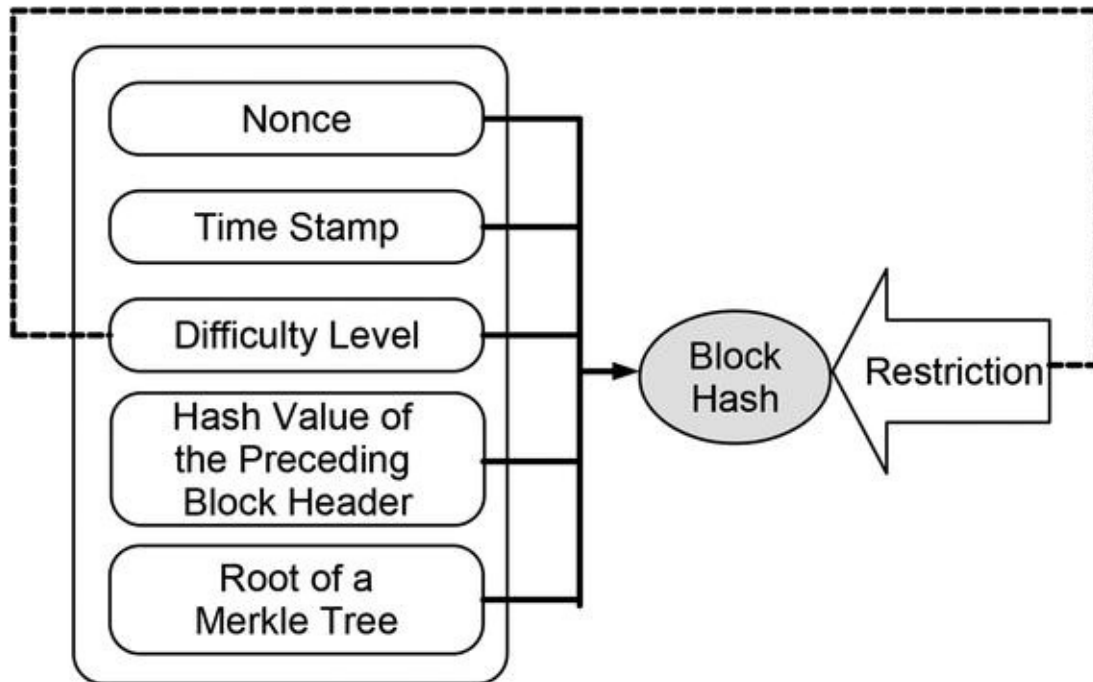 Nonce
Time Stamp
Difficulty Level
Hash Value of
the Preceding
Block Header
Root of a
Merkle Tree
Block
Hash
Restriction